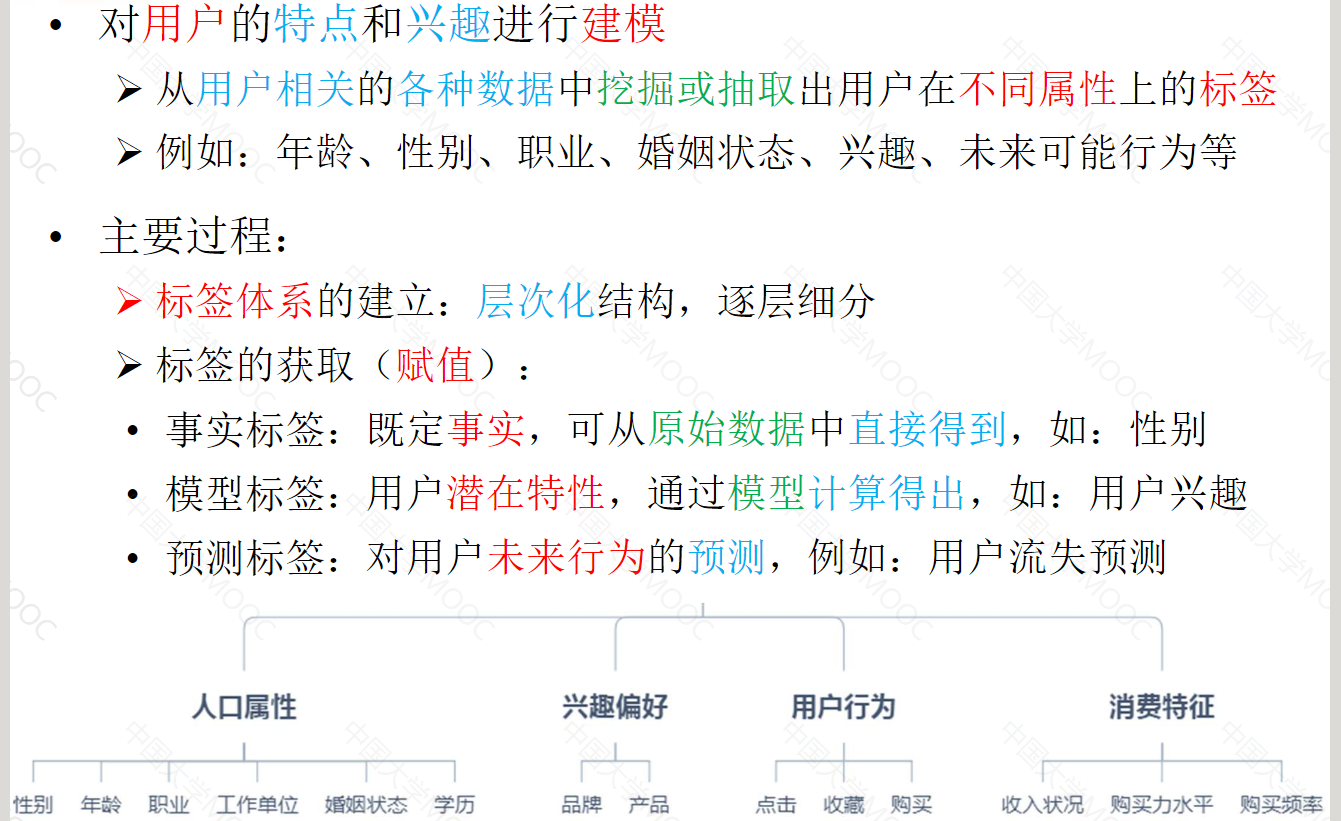 • 对用户的特点和兴趣进行建模
➢ 从用户相关的各种数据中挖掘或抽取出用户在不同属性上的标签
➢ 例如：年龄、性别、职业、婚姻状态、兴趣、未来可能行为等
• 主要过程：
➢ 标签体系的建立：层次化结构，逐层细分
➢ 标签的获取（赋值）：
• 事实标签：既定事实，可从原始数据中直接得到，如：性别
• 模型标签：用户潜在特性，通过模型计算得出，如：用户兴趣
• 预测标签：对用户未来行为的预测，例如：用户流失预测
人口属性 兴趣偏好 用户行为 消费特征
性别 年龄 职业 工作单位 婚姻状态 学历 品牌 产品 点击 收藏 购买 收入状况 购买力水平 购买频率
中国大学MOOC